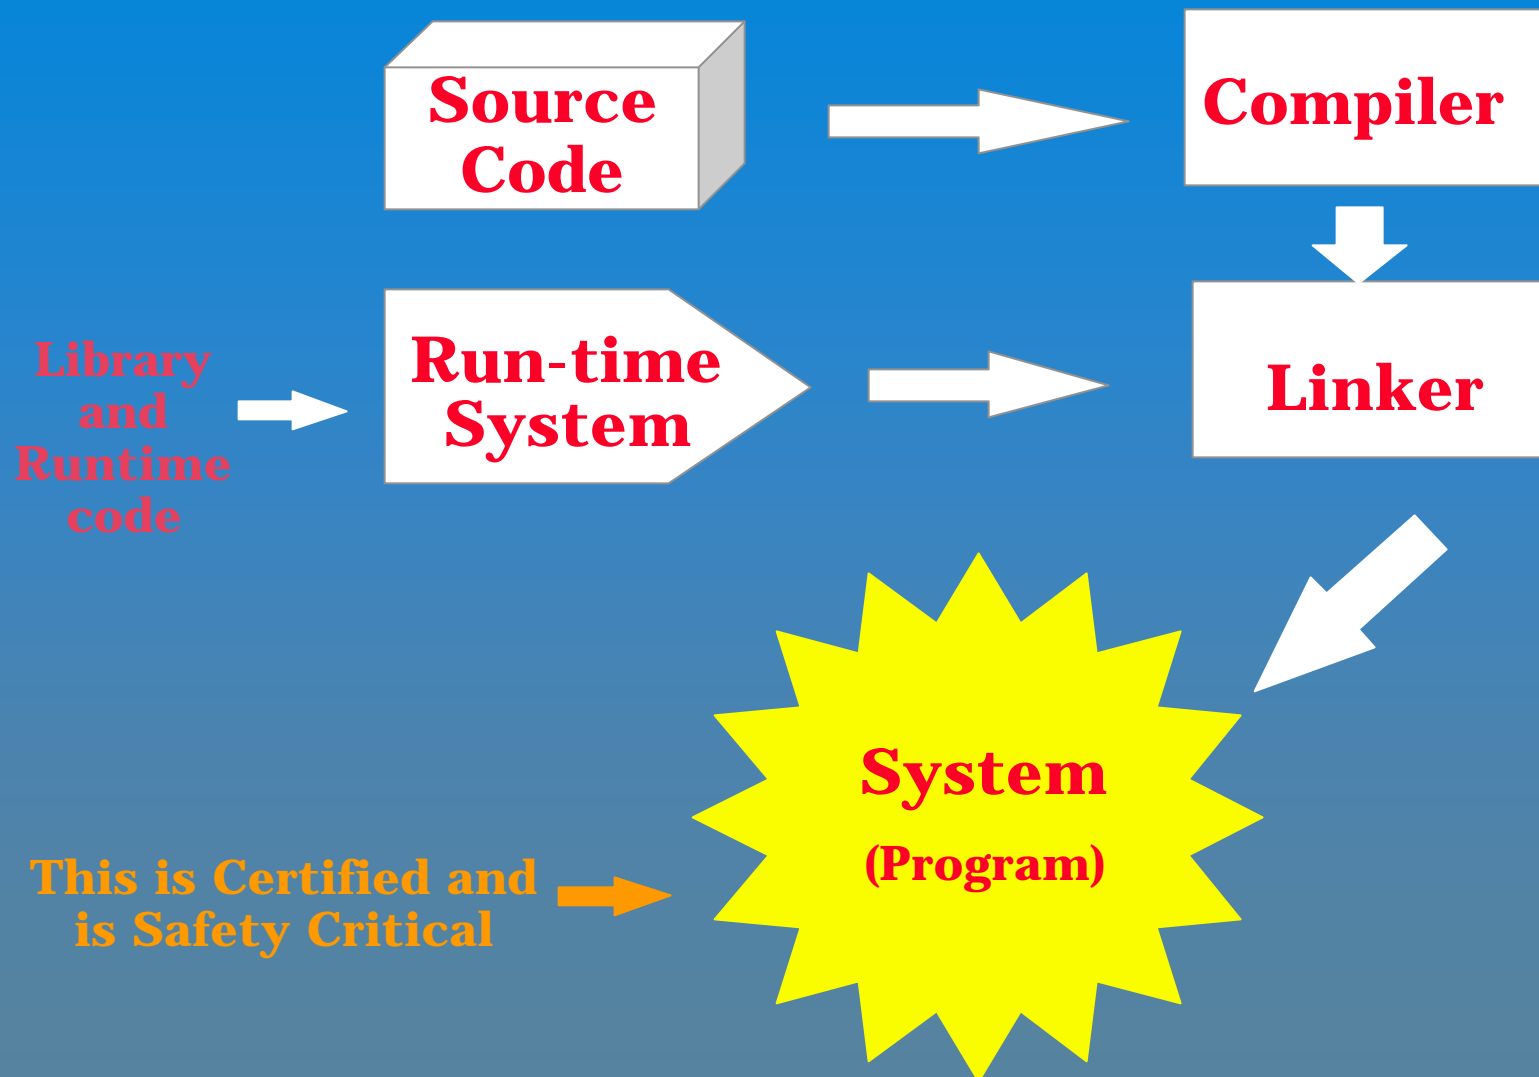 Source
Code
Compiler
Library
and
Runtime
code
Run-time
System
Linker
System
(Program)
This is Certified and
is Safety Critical